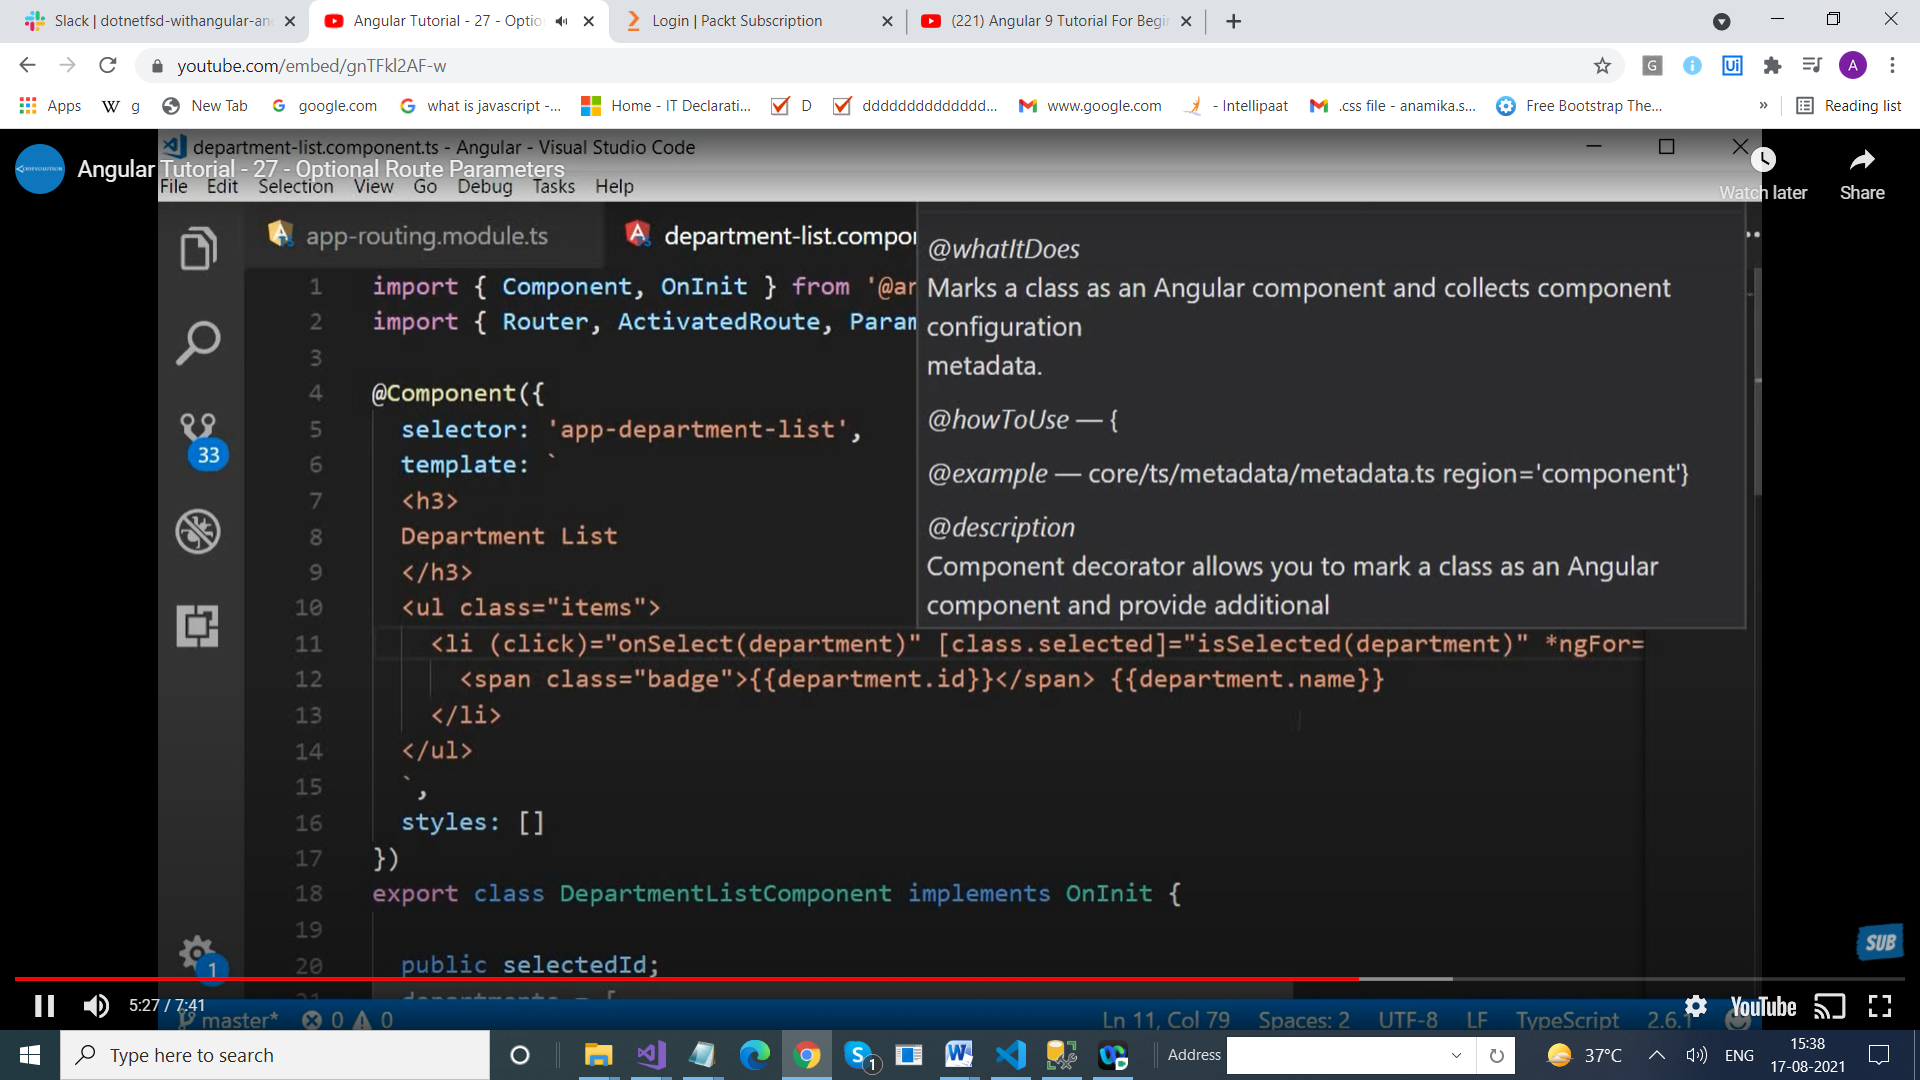 Slack | dotnetfsd-withangular-an
Angular Tutorial - 27 - Optio
Login | Packt Subscription
(221) Angular 9 Tutorial For Begi
youtube.com/embed/gnTFkl2AF-w
G
Ui
A
Apps
W g
New Tab
google.com
what is javascript -...
Home - IT Declarati...
D
ddddddddddddddd...
www.google.com
- Intellipaat
.css file - anamika.s...
Free Bootstrap The...
»
Reading list
department-list.component.ts - Angular - Visual Studio Code
Angular Tutorial - 27 - Optional Route Parameters
File Edit Selection View Go Debug Tasks Help
Watch later
Share
app-routing.module.ts
department-list.compo
@whatItDoes
Marks a class as an Angular component and collects component
configuration
metadata.
@howToUse — {
@example — core/ts/metadata/metadata.ts region='component'}
@description
Component decorator allows you to mark a class as an Angular
component and provide additional
1 import { Component, OnInit } from '@an
2 import { Router, ActivatedRoute, Param
3
4 @Component({
5 selector: 'app-department-list',
6 template: `
7 <h3>
8 Department List
9 </h3>
10 <ul class="items">
11 <li (click)="onSelect(department)" [class.selected]="isSelected(department)" *ngFor=
12 <span class="badge">{{department.id}}</span> {{department.name}}
13 </li>
14 </ul>
15 `,
16 styles: []
17 })
18 export class DepartmentListComponent implements OnInit {
19
20 public selectedId;
21 departments = [
33
1
SUB
5:27 / 7:41
YouTube
master* 0 0
Ln 11, Col 79 Spaces: 2 UTF-8 LF TypeScript 2.6.1
Type here to search
1
Address
37°C
ENG
15:38
17-08-2021